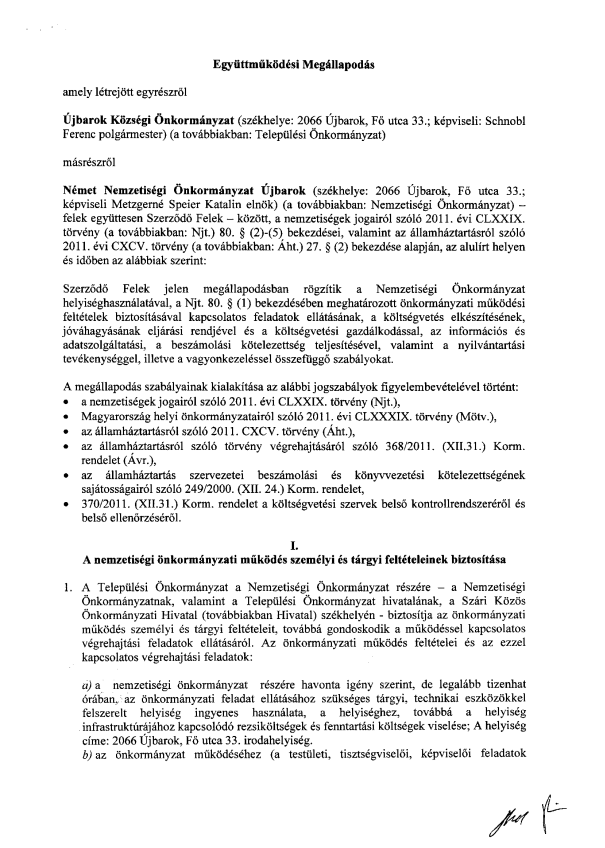 Együttműködési Megállapodás
amely létrejött egyrészről
Újbarok Községi Önkormányzat (székhelye: 2066 Újbarok, Fő utca 33.; képviseli: Schnobl
Ferenc polgármester) (a továbbiakban: Települési Önkormányzat)
másrészről
Német Nemzetiségi Önkormányzat Újbarok (székhelye: 2066 Újbarok, Fő utca 33.;
képviseli Metzgerné Speier Katalin elnök) (a továbbiakban: Nemzetiségi Önkormányzat) –
felek együttesen Szerződő Felek – között, a nemzetiségek jogairól szóló 2011. évi CLXXIX.
törvény (a továbbiakban: Njt.) 80. § (2)-(5) bekezdései, valamint az államháztartásról szóló
2011. évi CXCV. törvény (a továbbiakban: Áht.) 27. § (2) bekezdése alapján, az alulírt helyen
és időben az alábbiak szerint:
Szerződő Felek jelen megállapodásban rögzítik a Nemzetiségi Önkormányzat
helyiséghasználatával, a Njt. 80. § (1) bekezdésében meghatározott önkormányzati működési
feltételek biztosításával kapcsolatos feladatok ellátásának, a költségvetés elkészítésének,
jóváhagyásának eljárási rendjével és a költségvetési gazdálkodással, az információs és
adatszolgáltatási, a beszámolási kötelezettség teljesítésével, valamint a nyilvántartási
tevékenységgel, illetve a vagyonkezeléssel összefüggő szabályokat.
A megállapodás szabályainak kialakítása az alábbi jogszabályok figyelembevételével történt:
• a nemzetiségek jogairól szóló 2011. évi CLXXIX. törvény (Njt.),
• Magyarország helyi önkormányzatairól szóló 2011. évi CLXXXIX. törvény (Mötv.),
• az államháztartásról szóló 2011. CXCV. törvény (Áht.),
• az államháztartásról szóló törvény végrehajtásáról szóló 368/2011. (XII.31.) Korm.
rendelet (Ávr.),
• az államháztartás szervezetei beszámolási és könyvvezetési kötelezettségének
sajátosságairól szóló 249/2000. (XII. 24.) Korm. rendelet,
• 370/2011. (XII.31.) Korm. rendelet a költségvetési szervek belső kontrollrendszeréről és
belső ellenőrzéséről.
I.
A nemzetiségi önkormányzati működés személyi és tárgyi feltételeinek biztosítása
1. A Települési Önkormányzat a Nemzetiségi Önkormányzat részére – a Nemzetiségi
Önkormányzatnak, valamint a Települési Önkormányzat hivatalának, a Szári Közös
Önkormányzati Hivatal (továbbiakban Hivatal) székhelyén - biztosítja az önkormányzati
működés személyi és tárgyi feltételeit, továbbá gondoskodik a működéssel kapcsolatos
végrehajtási feladatok ellátásáról. Az önkormányzati működés feltételei és az ezzel
kapcsolatos végrehajtási feladatok:
a) a nemzetiségi önkormányzat részére havonta igény szerint, de legalább tizenhat
órában, az önkormányzati feladat ellátásához szükséges tárgyi, technikai eszközökkel
felszerelt helyiség ingyenes használata, a helyiséghez, továbbá a helyiség
infrastruktúrájához kapcsolódó rezsiköltségek és fenntartási költségek viselése; A helyiség
címe: 2066 Újbarok, Fő utca 33. irodahelyiség.
b) az önkormányzat működéséhez (a testületi, tisztségviselői, képviselői feladatok